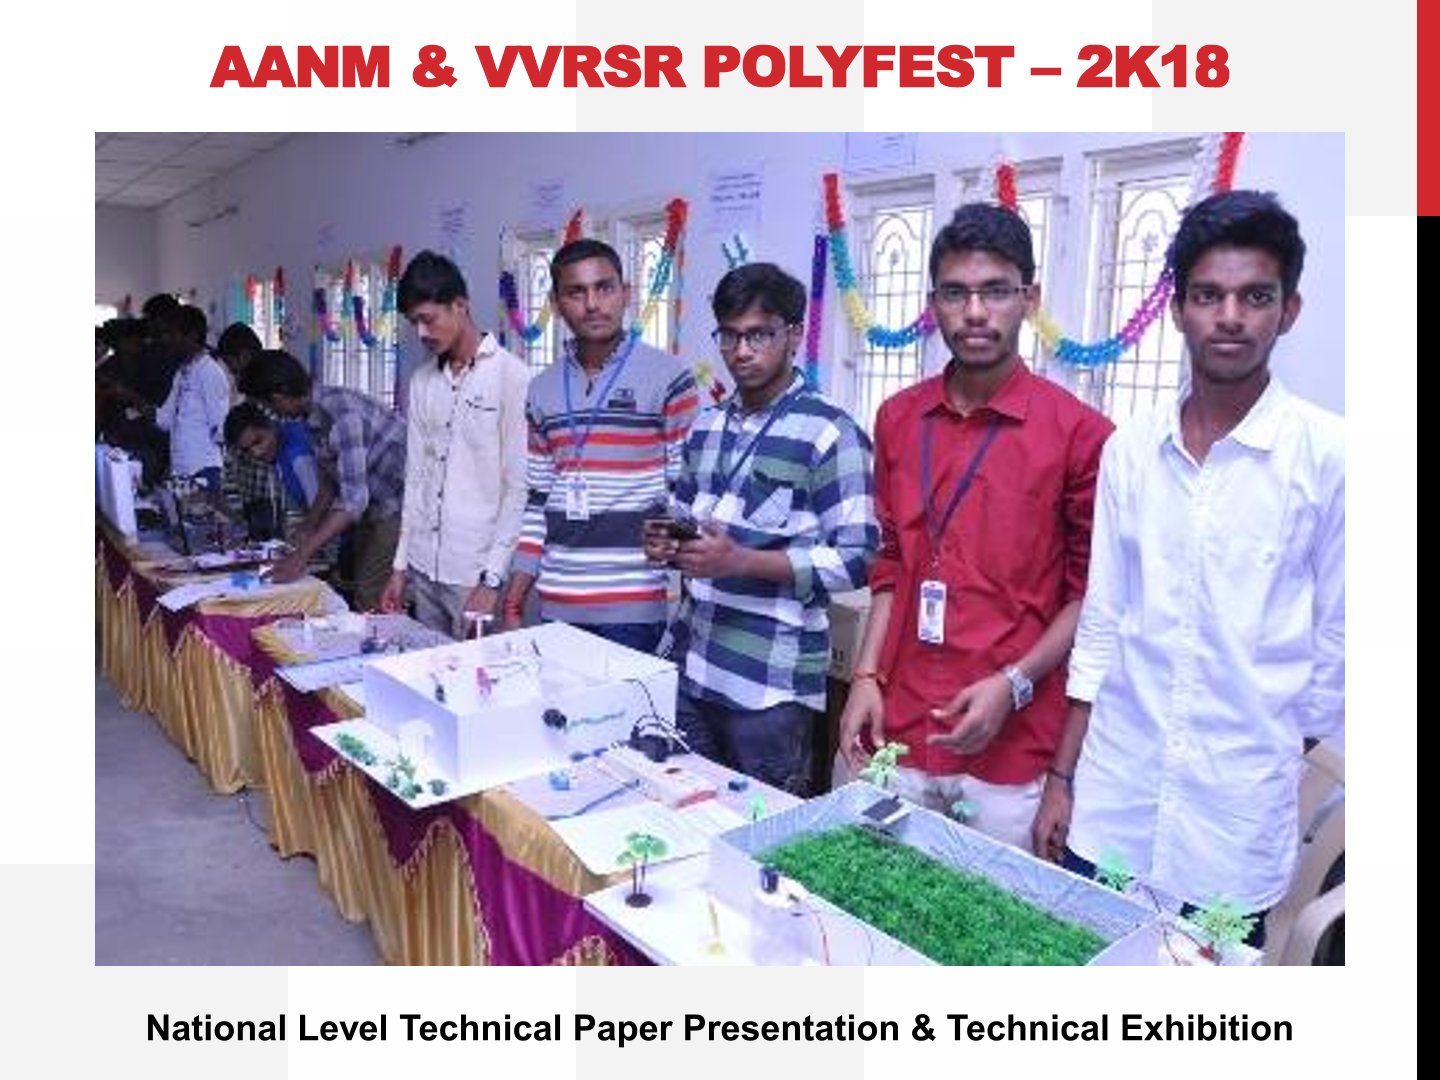 AANM & VVRSR POLYFEST – 2K18
National Level Technical Paper Presentation & Technical Exhibition